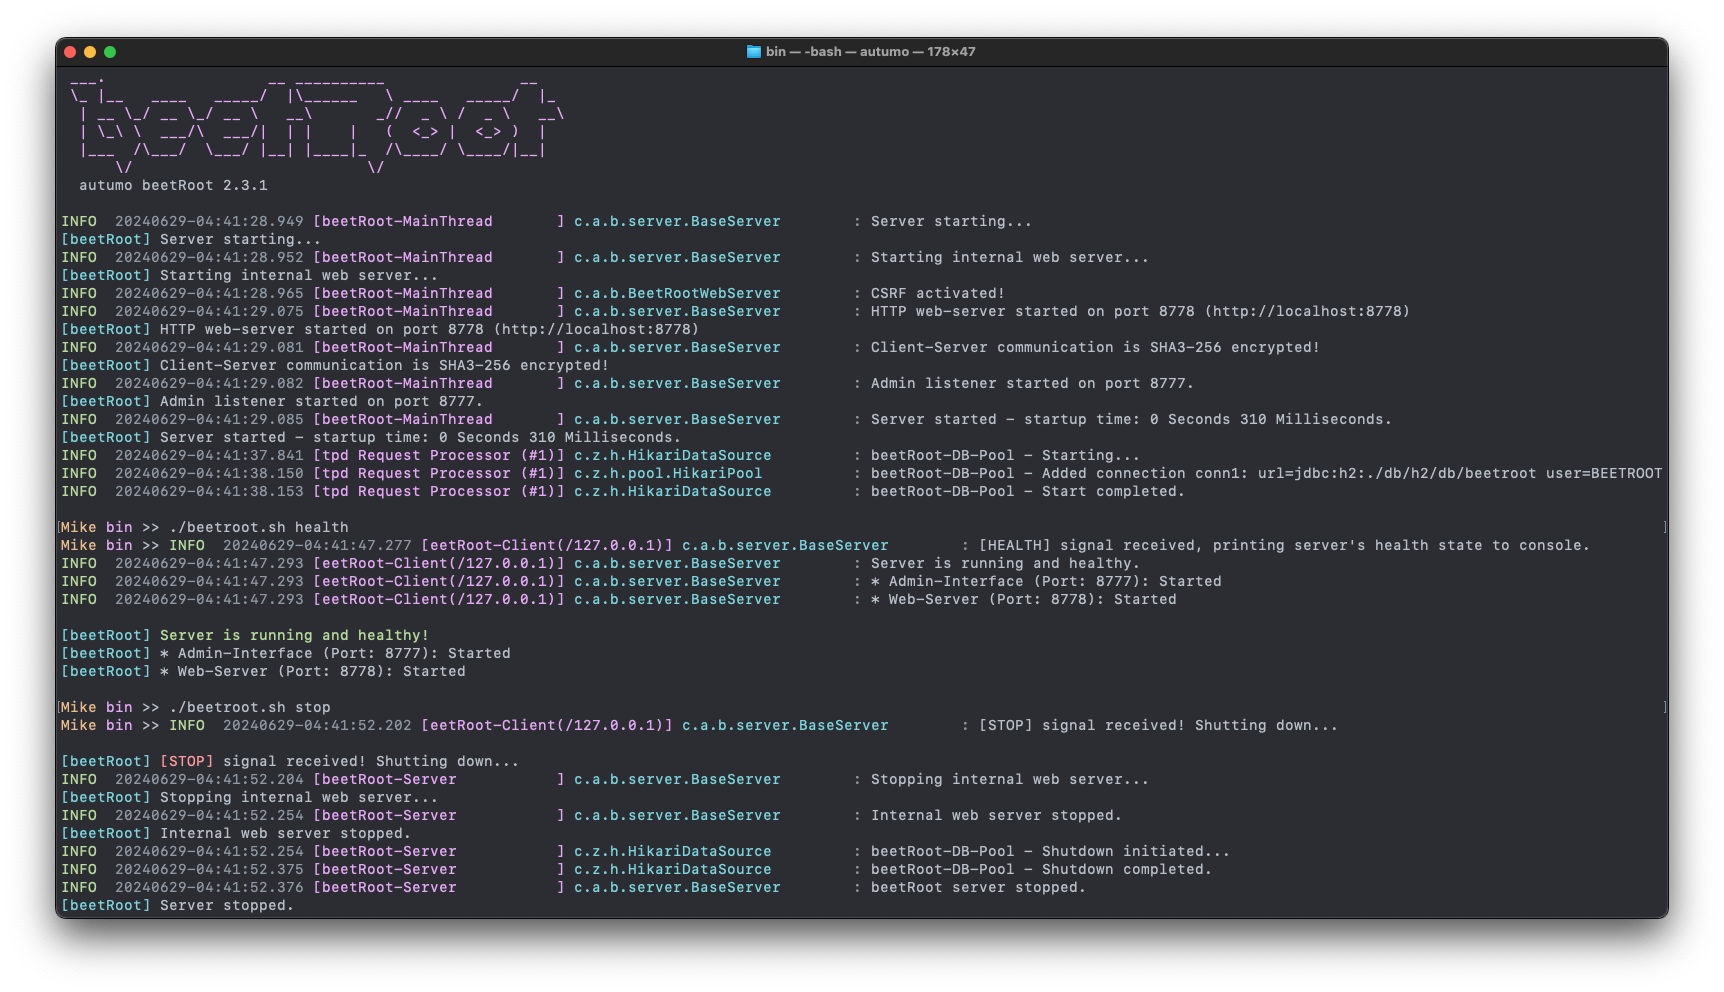 bin — -bash — autumo — 178×47
beetRoot
autumo beetRoot 2.3.1
INFO  20240629-04:41:28.949 [beetRoot-MainThread       ] c.a.b.server.BaseServer        : Server starting...
[beetRoot] Server starting...
INFO  20240629-04:41:28.952 [beetRoot-MainThread       ] c.a.b.server.BaseServer        : Starting internal web server...
[beetRoot] Starting internal web server...
INFO  20240629-04:41:28.965 [beetRoot-MainThread       ] c.a.b.BeetRootWebServer        : CSRF activated!
INFO  20240629-04:41:29.075 [beetRoot-MainThread       ] c.a.b.server.BaseServer        : HTTP web-server started on port 8778 (http://localhost:8778)
[beetRoot] HTTP web-server started on port 8778 (http://localhost:8778)
INFO  20240629-04:41:29.081 [beetRoot-MainThread       ] c.a.b.server.BaseServer        : Client-Server communication is SHA3-256 encrypted!
[beetRoot] Client-Server communication is SHA3-256 encrypted!
INFO  20240629-04:41:29.082 [beetRoot-MainThread       ] c.a.b.server.BaseServer        : Admin listener started on port 8777.
[beetRoot] Admin listener started on port 8777.
INFO  20240629-04:41:29.085 [beetRoot-MainThread       ] c.a.b.server.BaseServer        : Server started - startup time: 0 Seconds 310 Milliseconds.
[beetRoot] Server started - startup time: 0 Seconds 310 Milliseconds.
INFO  20240629-04:41:37.841 [tpd Request Processor (#1)] c.z.h.HikariDataSource         : beetRoot-DB-Pool - Starting...
INFO  20240629-04:41:38.150 [tpd Request Processor (#1)] c.z.h.pool.HikariPool          : beetRoot-DB-Pool - Added connection conn1: url=jdbc:h2:./db/h2/db/beetroot user=BEETROOT
INFO  20240629-04:41:38.153 [tpd Request Processor (#1)] c.z.h.HikariDataSource         : beetRoot-DB-Pool - Start completed.
[Mike bin >> ./beetroot.sh health ]
Mike bin >> INFO  20240629-04:41:47.277 [eetRoot-Client(/127.0.0.1)] c.a.b.server.BaseServer        : [HEALTH] signal received, printing server's health state to console.
INFO  20240629-04:41:47.293 [eetRoot-Client(/127.0.0.1)] c.a.b.server.BaseServer        : Server is running and healthy.
INFO  20240629-04:41:47.293 [eetRoot-Client(/127.0.0.1)] c.a.b.server.BaseServer        : * Admin-Interface (Port: 8777): Started
INFO  20240629-04:41:47.293 [eetRoot-Client(/127.0.0.1)] c.a.b.server.BaseServer        : * Web-Server (Port: 8778): Started
[beetRoot] Server is running and healthy!
[beetRoot] * Admin-Interface (Port: 8777): Started
[beetRoot] * Web-Server (Port: 8778): Started
[Mike bin >> ./beetroot.sh stop ]
Mike bin >> INFO  20240629-04:41:52.202 [eetRoot-Client(/127.0.0.1)] c.a.b.server.BaseServer        : [STOP] signal received! Shutting down...
[beetRoot] [STOP] signal received! Shutting down...
INFO  20240629-04:41:52.204 [beetRoot-Server           ] c.a.b.server.BaseServer        : Stopping internal web server...
[beetRoot] Stopping internal web server...
INFO  20240629-04:41:52.254 [beetRoot-Server           ] c.a.b.server.BaseServer        : Internal web server stopped.
[beetRoot] Internal web server stopped.
INFO  20240629-04:41:52.254 [beetRoot-Server           ] c.z.h.HikariDataSource         : beetRoot-DB-Pool - Shutdown initiated...
INFO  20240629-04:41:52.375 [beetRoot-Server           ] c.z.h.HikariDataSource         : beetRoot-DB-Pool - Shutdown completed.
INFO  20240629-04:41:52.376 [beetRoot-Server           ] c.a.b.server.BaseServer        : beetRoot server stopped.
[beetRoot] Server stopped.